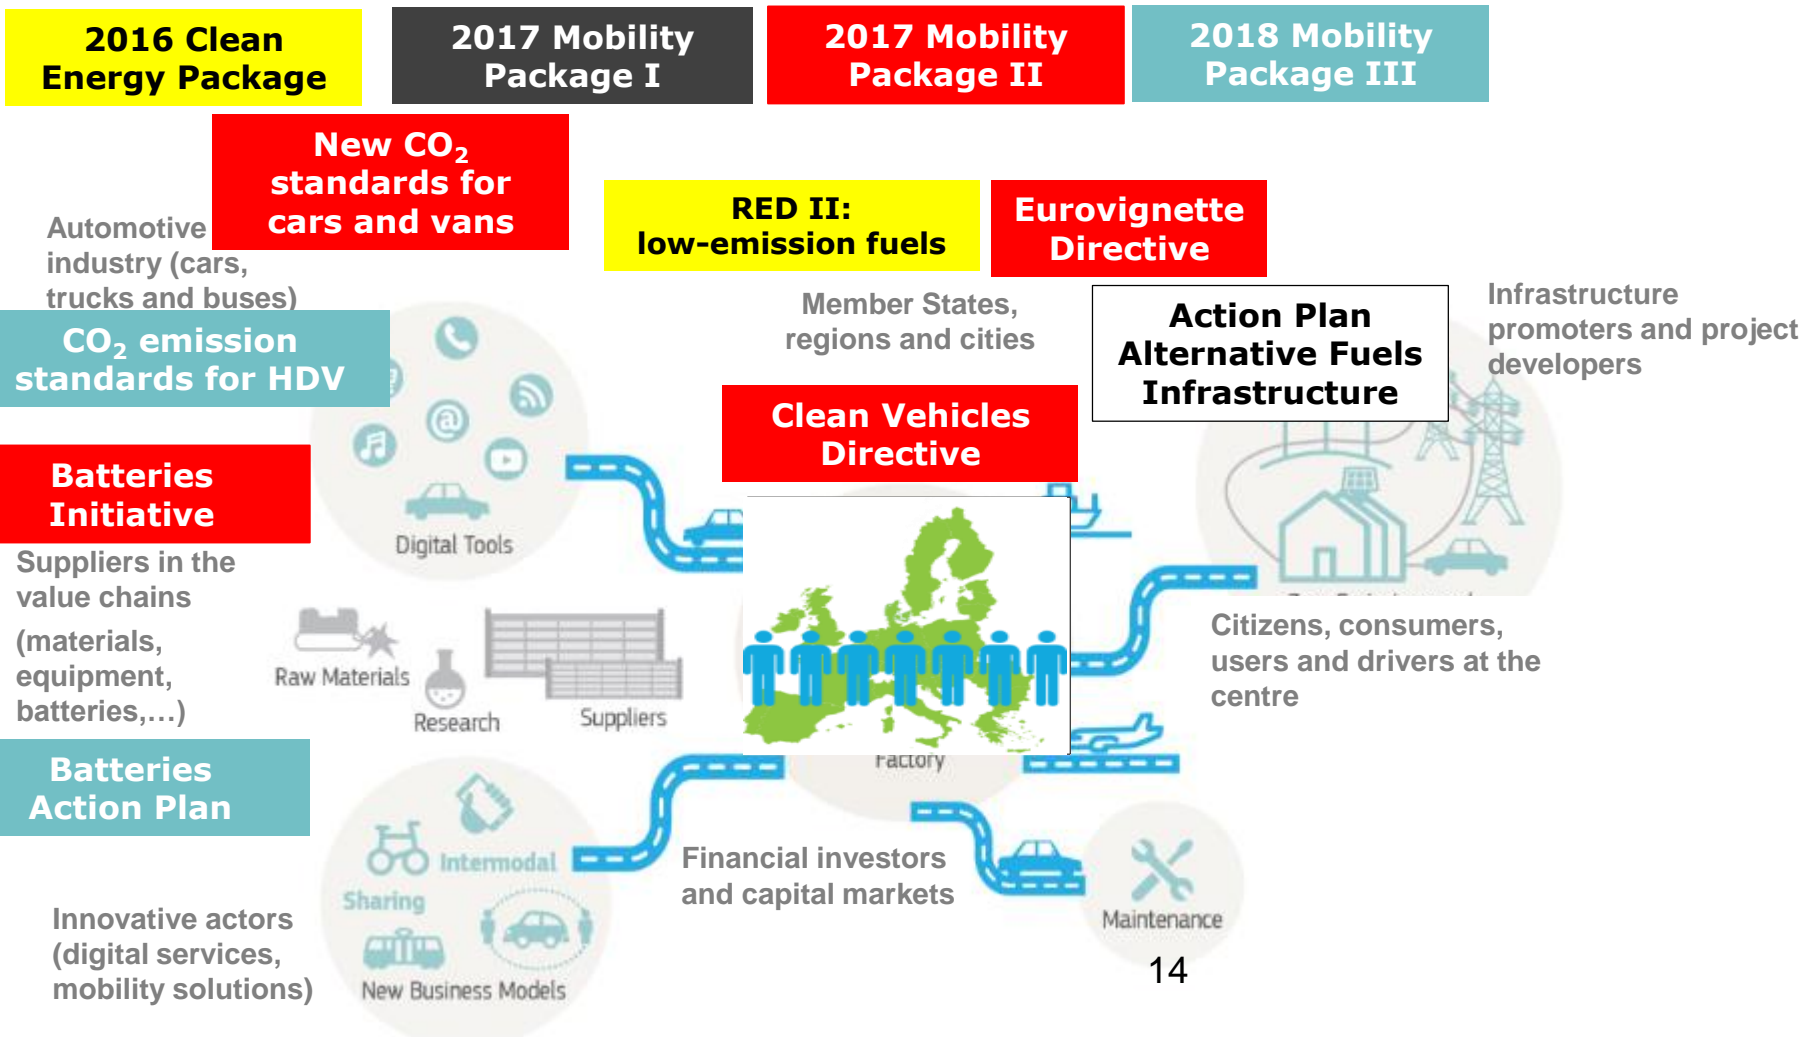 2016 Clean
Energy Package
2017 Mobility
Package I
2017 Mobility
Package II
2018 Mobility
Package III
New CO₂
standards for
cars and vans
RED II:
low-emission fuels
Eurovignette
Directive
Automotive
industry (cars,
trucks and buses)
Member States,
regions and cities
Action Plan
Alternative Fuels
Infrastructure
Infrastructure
promoters and project
developers
CO₂ emission
standards for HDV
Clean Vehicles
Directive
Batteries
Initiative
Digital Tools
Suppliers in the
value chains
(materials,
equipment,
batteries,...)
Raw Materials
Research
Suppliers
Citizens, consumers,
users and drivers at the
centre
Factory
Batteries
Action Plan
Intermodal
Sharing
New Business Models
Financial investors
and capital markets
Maintenance
Innovative actors
(digital services,
mobility solutions)
14